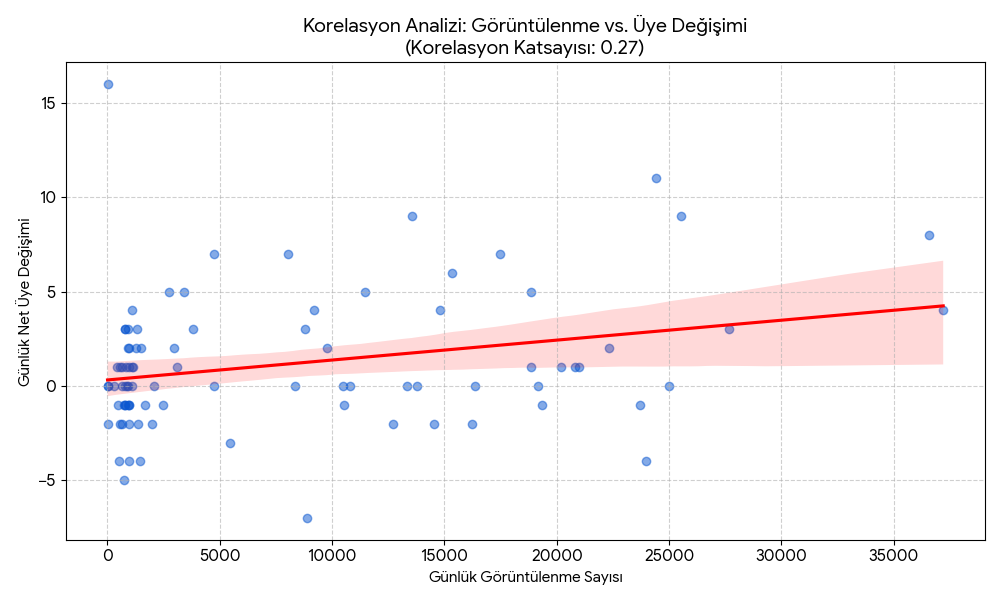 Korelasyon Analizi: Görüntülenme vs. Üye Değişimi
(Korelasyon Katsayısı: 0.27)
Günlük Net Üye Değişimi
15
10
5
0
−5
0 5000 10000 15000 20000 25000 30000 35000
Günlük Görüntülenme Sayısı